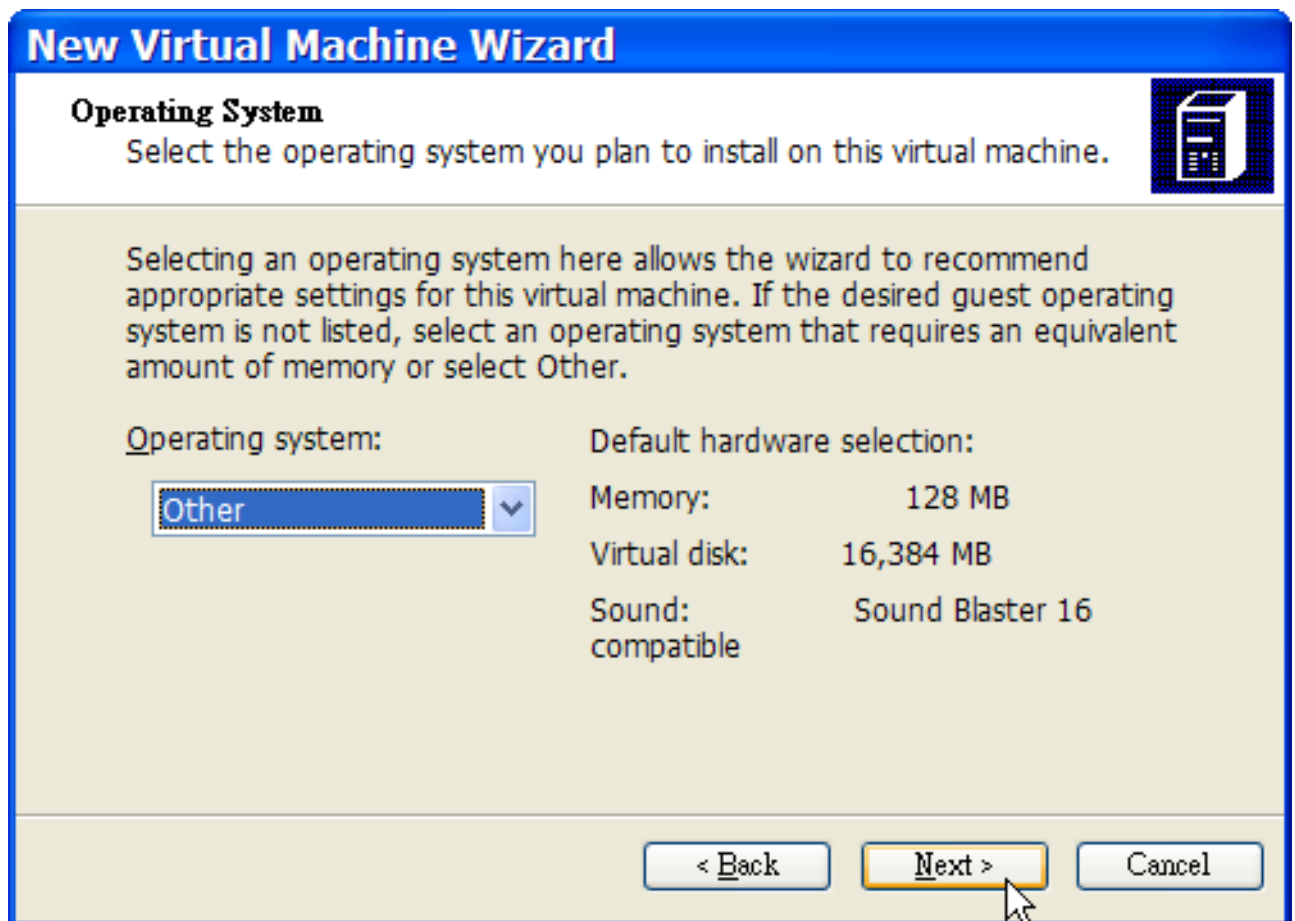 New Virtual Machine Wizard
Operating System
Select the operating system you plan to install on this virtual machine.
Selecting an operating system here allows the wizard to recommend
appropriate settings for this virtual machine. If the desired guest operating
system is not listed, select an operating system that requires an equivalent
amount of memory or select Other.
Operating system:
Other
Default hardware selection:
Memory: 128 MB
Virtual disk: 16,384 MB
Sound: Sound Blaster 16
compatible
< Back Next > Cancel